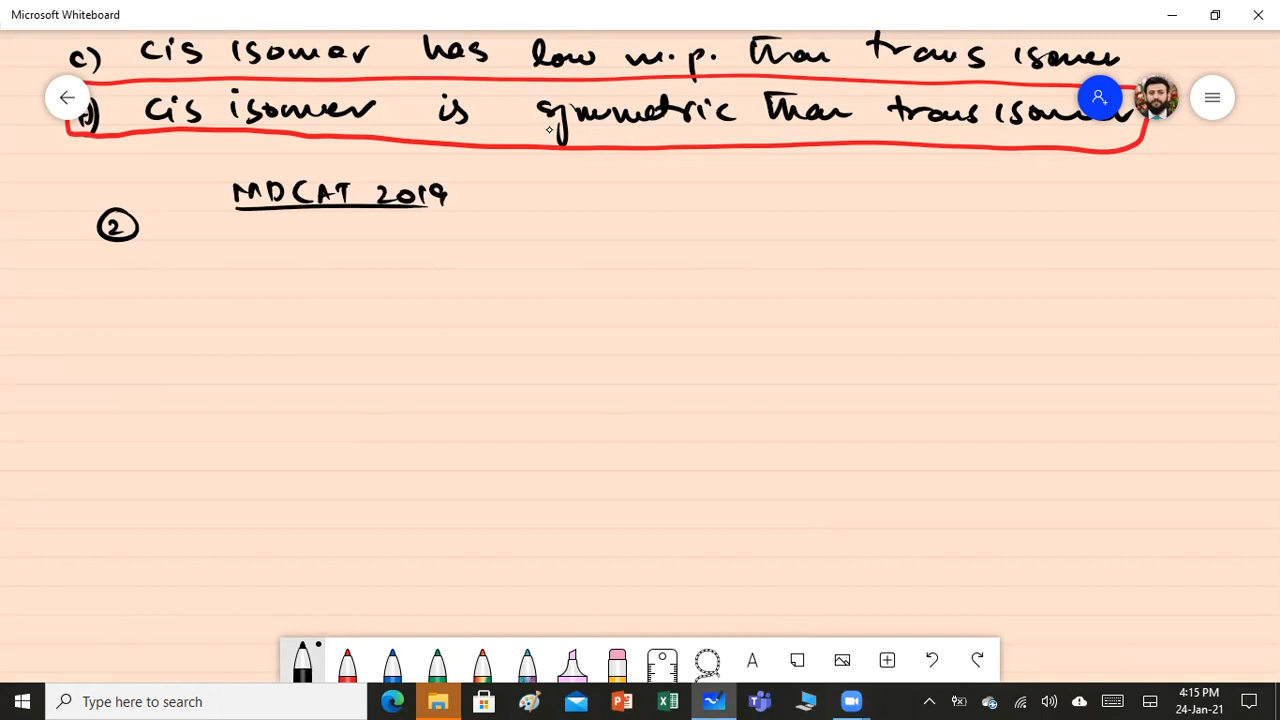 Microsoft Whiteboard
c) cis isomer has low m.p. than trans isomer
cis isomer is symmetric than trans isomer
MDCAT 2019
2
A
Type here to search
4:15 PM
24-Jan-21